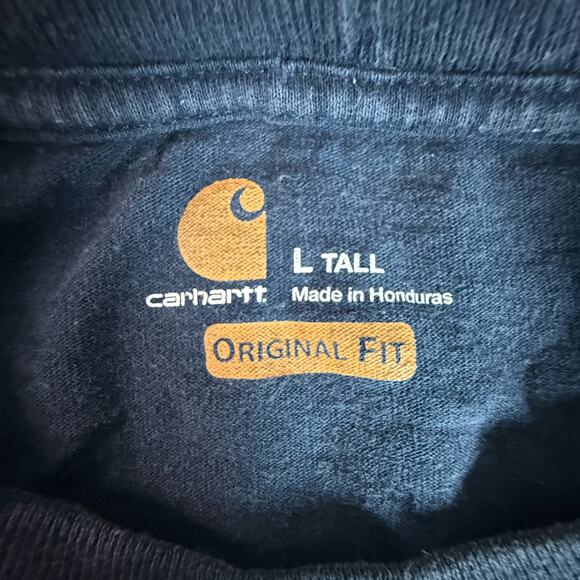 L TALL
carhartt. Made in Honduras
ORIGINAL FIT